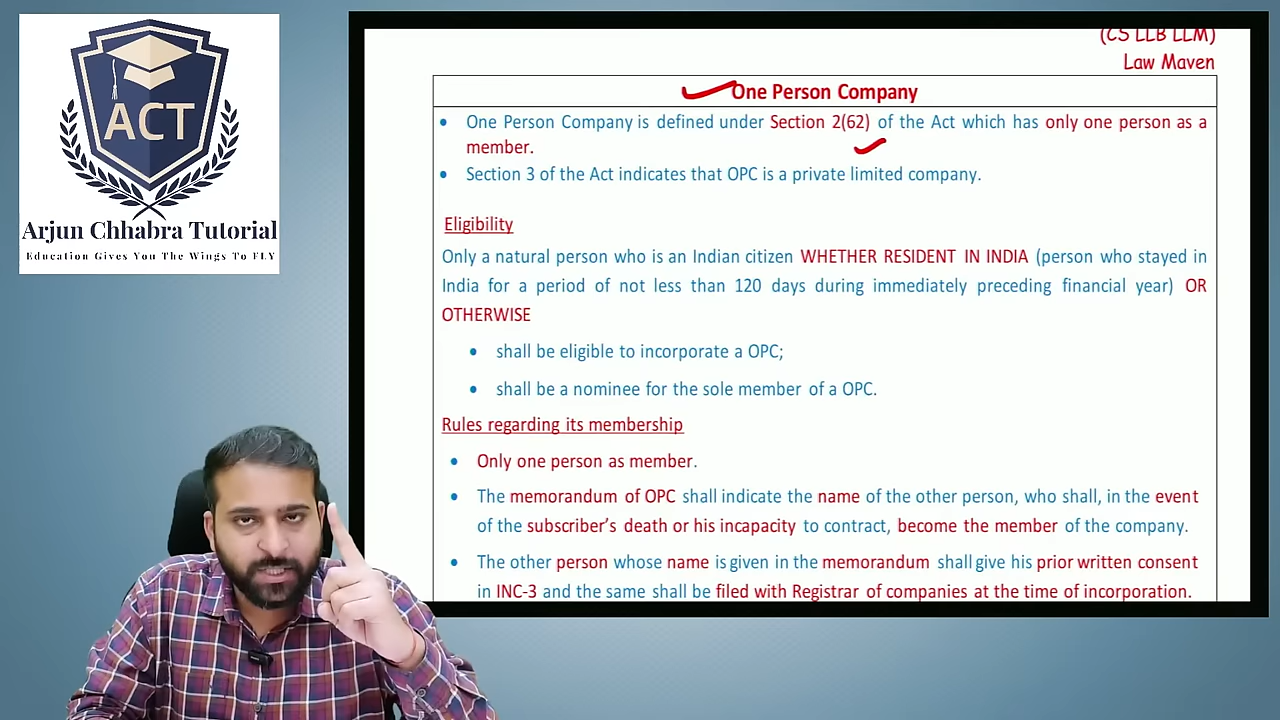 ACT
Arjun Chhabra Tutorial
Education Gives You The Wings To FLY
(CS LLB LLM)
Law Maven
One Person Company
• One Person Company is defined under Section 2(62) of the Act which has only one person as a
member.
• Section 3 of the Act indicates that OPC is a private limited company.
Eligibility
Only a natural person who is an Indian citizen WHETHER RESIDENT IN INDIA (person who stayed in
India for a period of not less than 120 days during immediately preceding financial year) OR
OTHERWISE
• shall be eligible to incorporate a OPC;
• shall be a nominee for the sole member of a OPC.
Rules regarding its membership
• Only one person as member.
• The memorandum of OPC shall indicate the name of the other person, who shall, in the event
of the subscriber's death or his incapacity to contract, become the member of the company.
• The other person whose name is given in the memorandum shall give his prior written consent
in INC-3 and the same shall be filed with Registrar of companies at the time of incorporation.